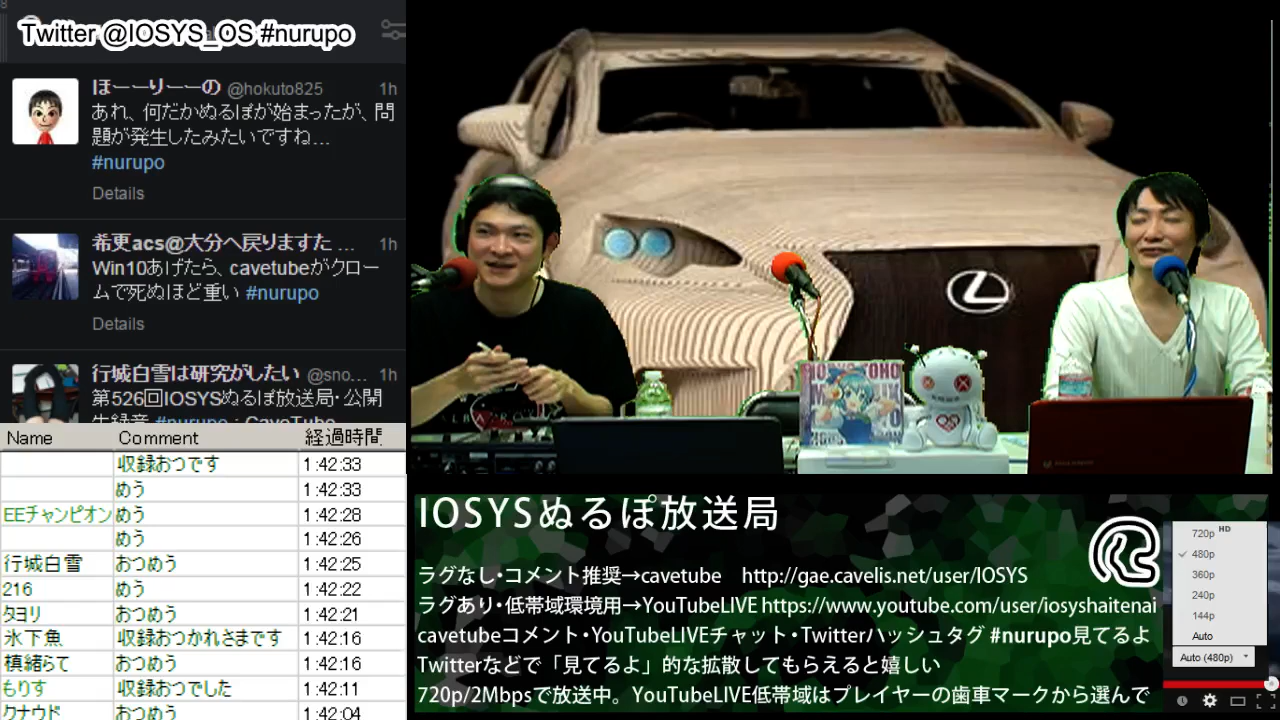 Twitter @IOSYS_OS #nurupo
ほーーりーーの @hokuto825 1h
あれ、何だかぬるぽが始まったが、問
題が発生したみたいですね…
#nurupo
Details
希更acs@大分へ戻りますた ... 1h
Win10あげたら、cavetubeがクロー
ムで死ぬほど重い #nurupo
Details
行城白雪は研究がしたい @sno... 1h
第526回IOSYSぬるぽ放送局・公開
Name Comment 経過時間
収録おつです 1:42:33
めう 1:42:33
EEチャンピオン めう 1:42:28
めう 1:42:26
行城白雪 おつめう 1:42:25
216 めう 1:42:22
タヨリ おつめう 1:42:21
氷下魚 収録おつかれさまです 1:42:16
槙緒らて おつめう 1:42:16
もりす 収録おつでした 1:42:11
クナウド おつめう 1:42:04
IOSYSぬるぽ放送局
ラグなし・コメント推奨→cavetube http://gae.cavelis.net/user/IOSYS
ラグあり・低帯域環境用→YouTubeLIVE https://www.youtube.com/user/iosyshaitenai
cavetubeコメント・YouTubeLIVEチャット・Twitterハッシュタグ #nurupo見てるよ
Twitterなどで「見てるよ」的な拡散してもらえると嬉しい
720p/2Mbpsで放送中。YouTubeLIVE低帯域はプレイヤーの歯車マークから選んで
720p HD
480p
360p
240p
144p
Auto
Auto (480p)